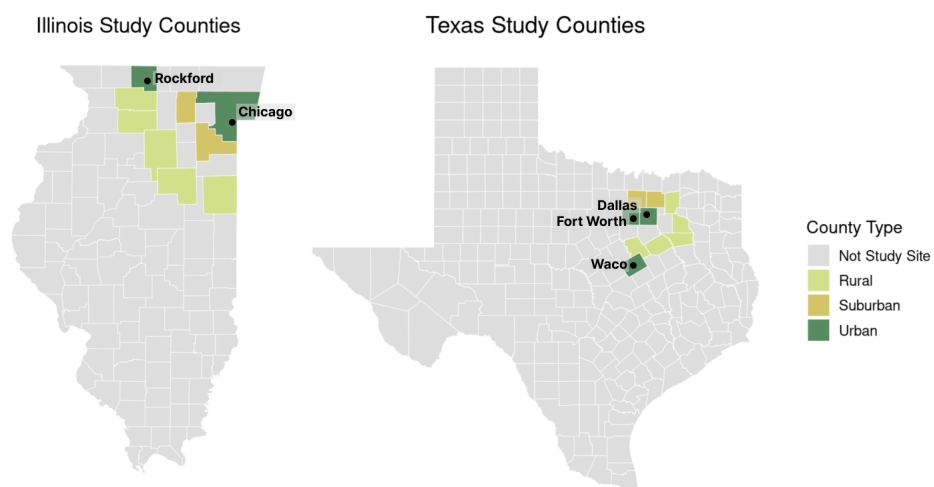 Illinois Study Counties
Texas Study Counties
Rockford
Chicago
Dallas
Fort Worth
Waco
County Type
Not Study Site
Rural
Suburban
Urban